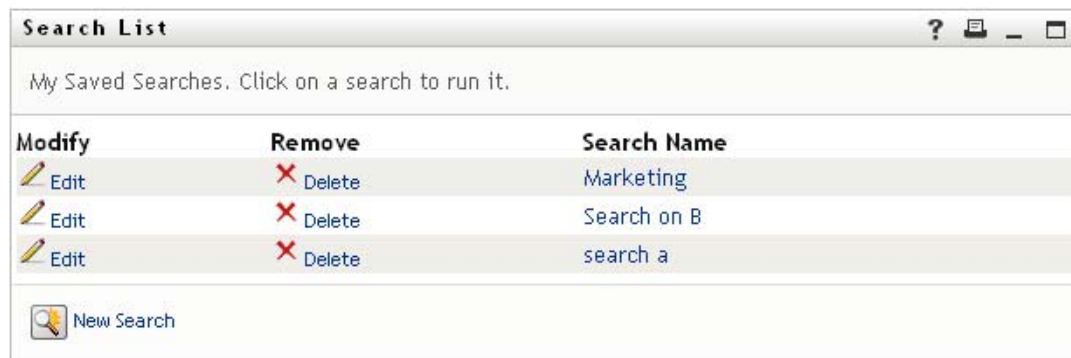 Search List ?
My Saved Searches. Click on a search to run it.
Modify Remove Search Name
Edit Delete Marketing
Edit Delete Search on B
Edit Delete search a
New Search